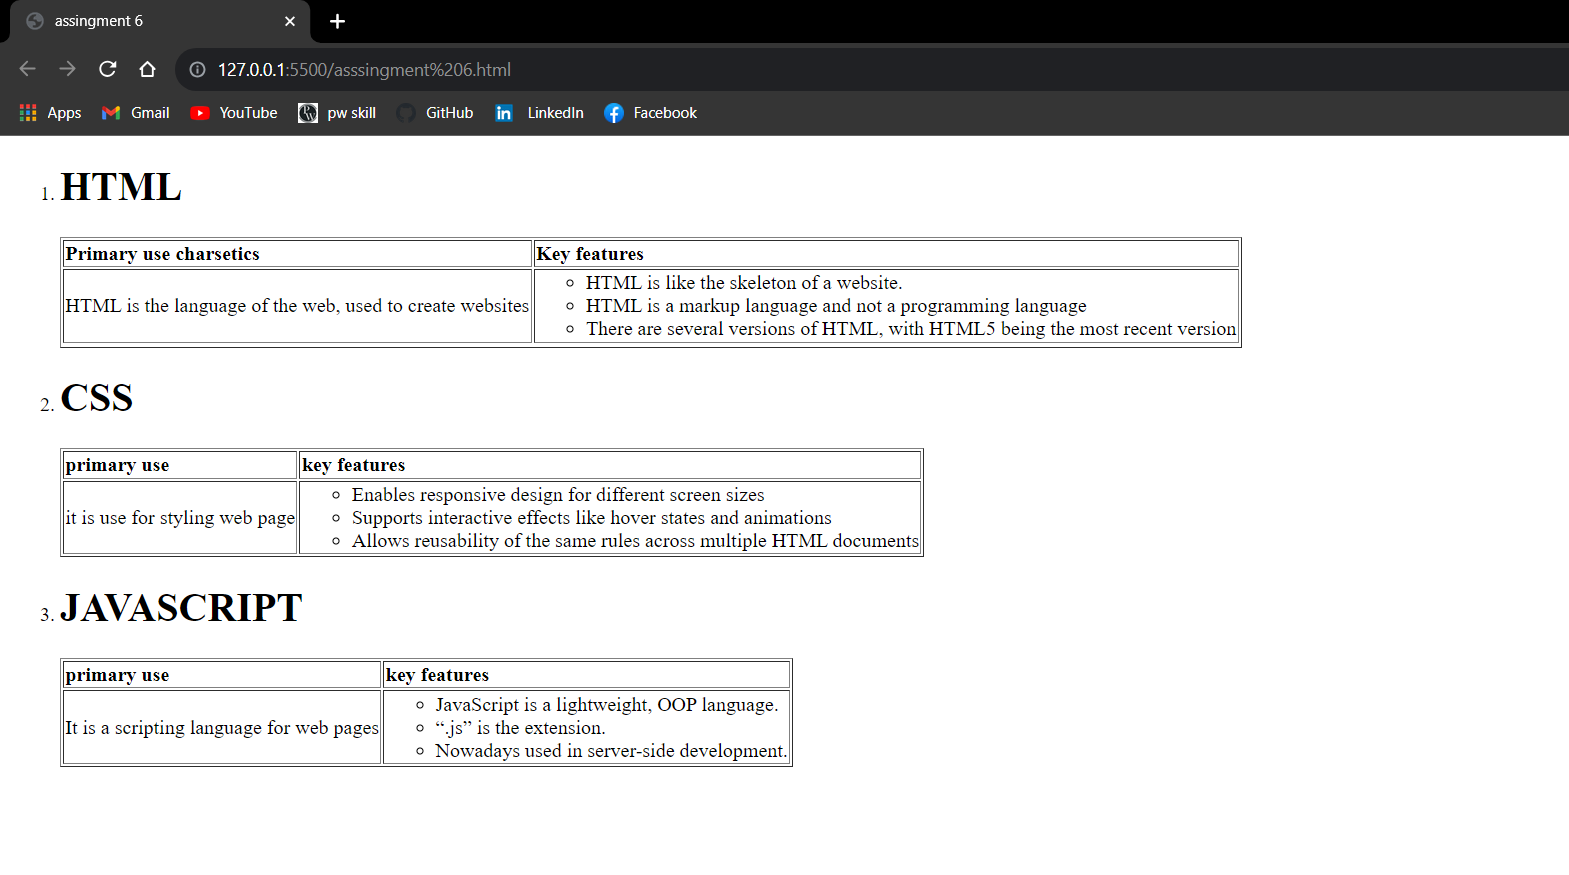 assingment 6
127.0.0.1:5500/asssingment%206.html
Apps Gmail YouTube pw skill GitHub LinkedIn Facebook
1. HTML
Primary use charsetics Key features
HTML is the language of the web, used to create websites
HTML is like the skeleton of a website.
HTML is a markup language and not a programming language
There are several versions of HTML, with HTML5 being the most recent version
2. CSS
primary use key features
it is use for styling web page
Enables responsive design for different screen sizes
Supports interactive effects like hover states and animations
Allows reusability of the same rules across multiple HTML documents
3. JAVASCRIPT
primary use key features
It is a scripting language for web pages
JavaScript is a lightweight, OOP language.
“.js” is the extension.
Nowadays used in server-side development.